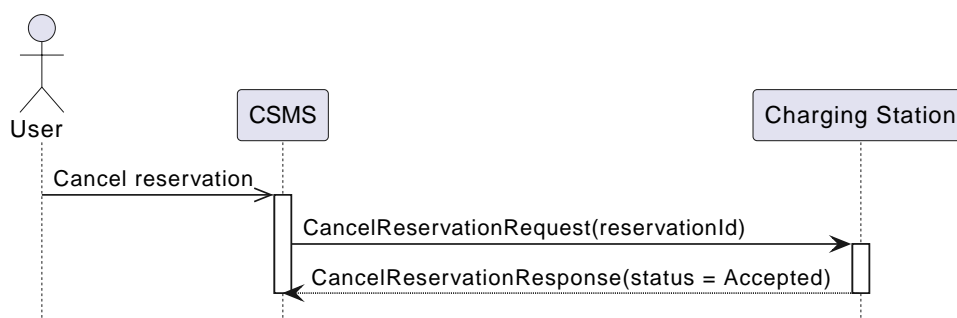 User
CSMS
Charging Station
Cancel reservation
CancelReservationRequest(reservationId)
CancelReservationResponse(status = Accepted)